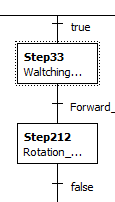 true
Step33
Waltching...
Forward_
Step212
Rotation_...
false